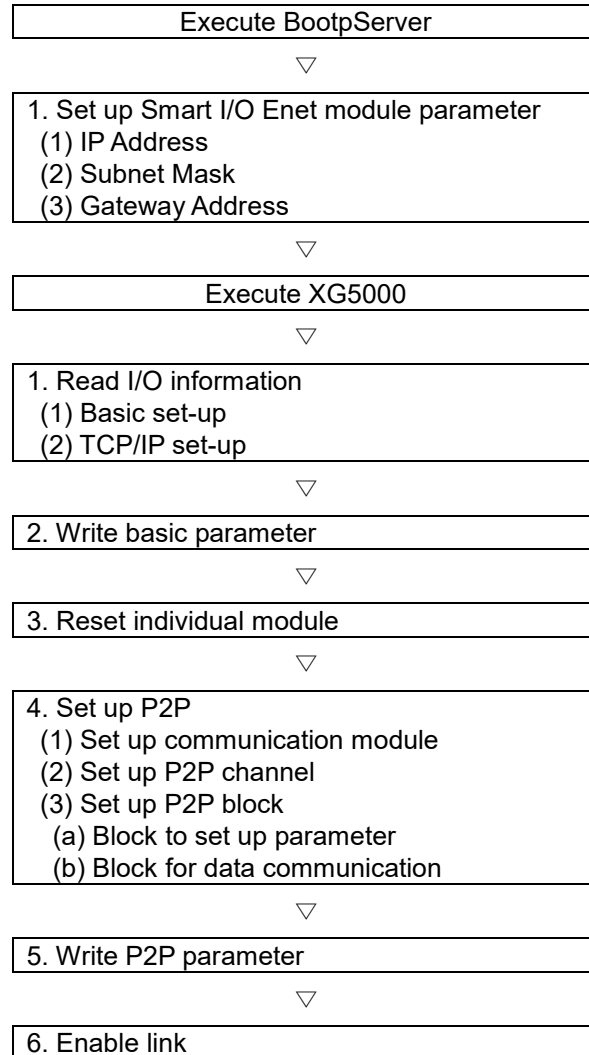 Execute BootpServer
1. Set up Smart I/O Enet module parameter
(1) IP Address
(2) Subnet Mask
(3) Gateway Address
Execute XG5000
1. Read I/O information
(1) Basic set-up
(2) TCP/IP set-up
2. Write basic parameter
3. Reset individual module
4. Set up P2P
(1) Set up communication module
(2) Set up P2P channel
(3) Set up P2P block
(a) Block to set up parameter
(b) Block for data communication
5. Write P2P parameter
6. Enable link